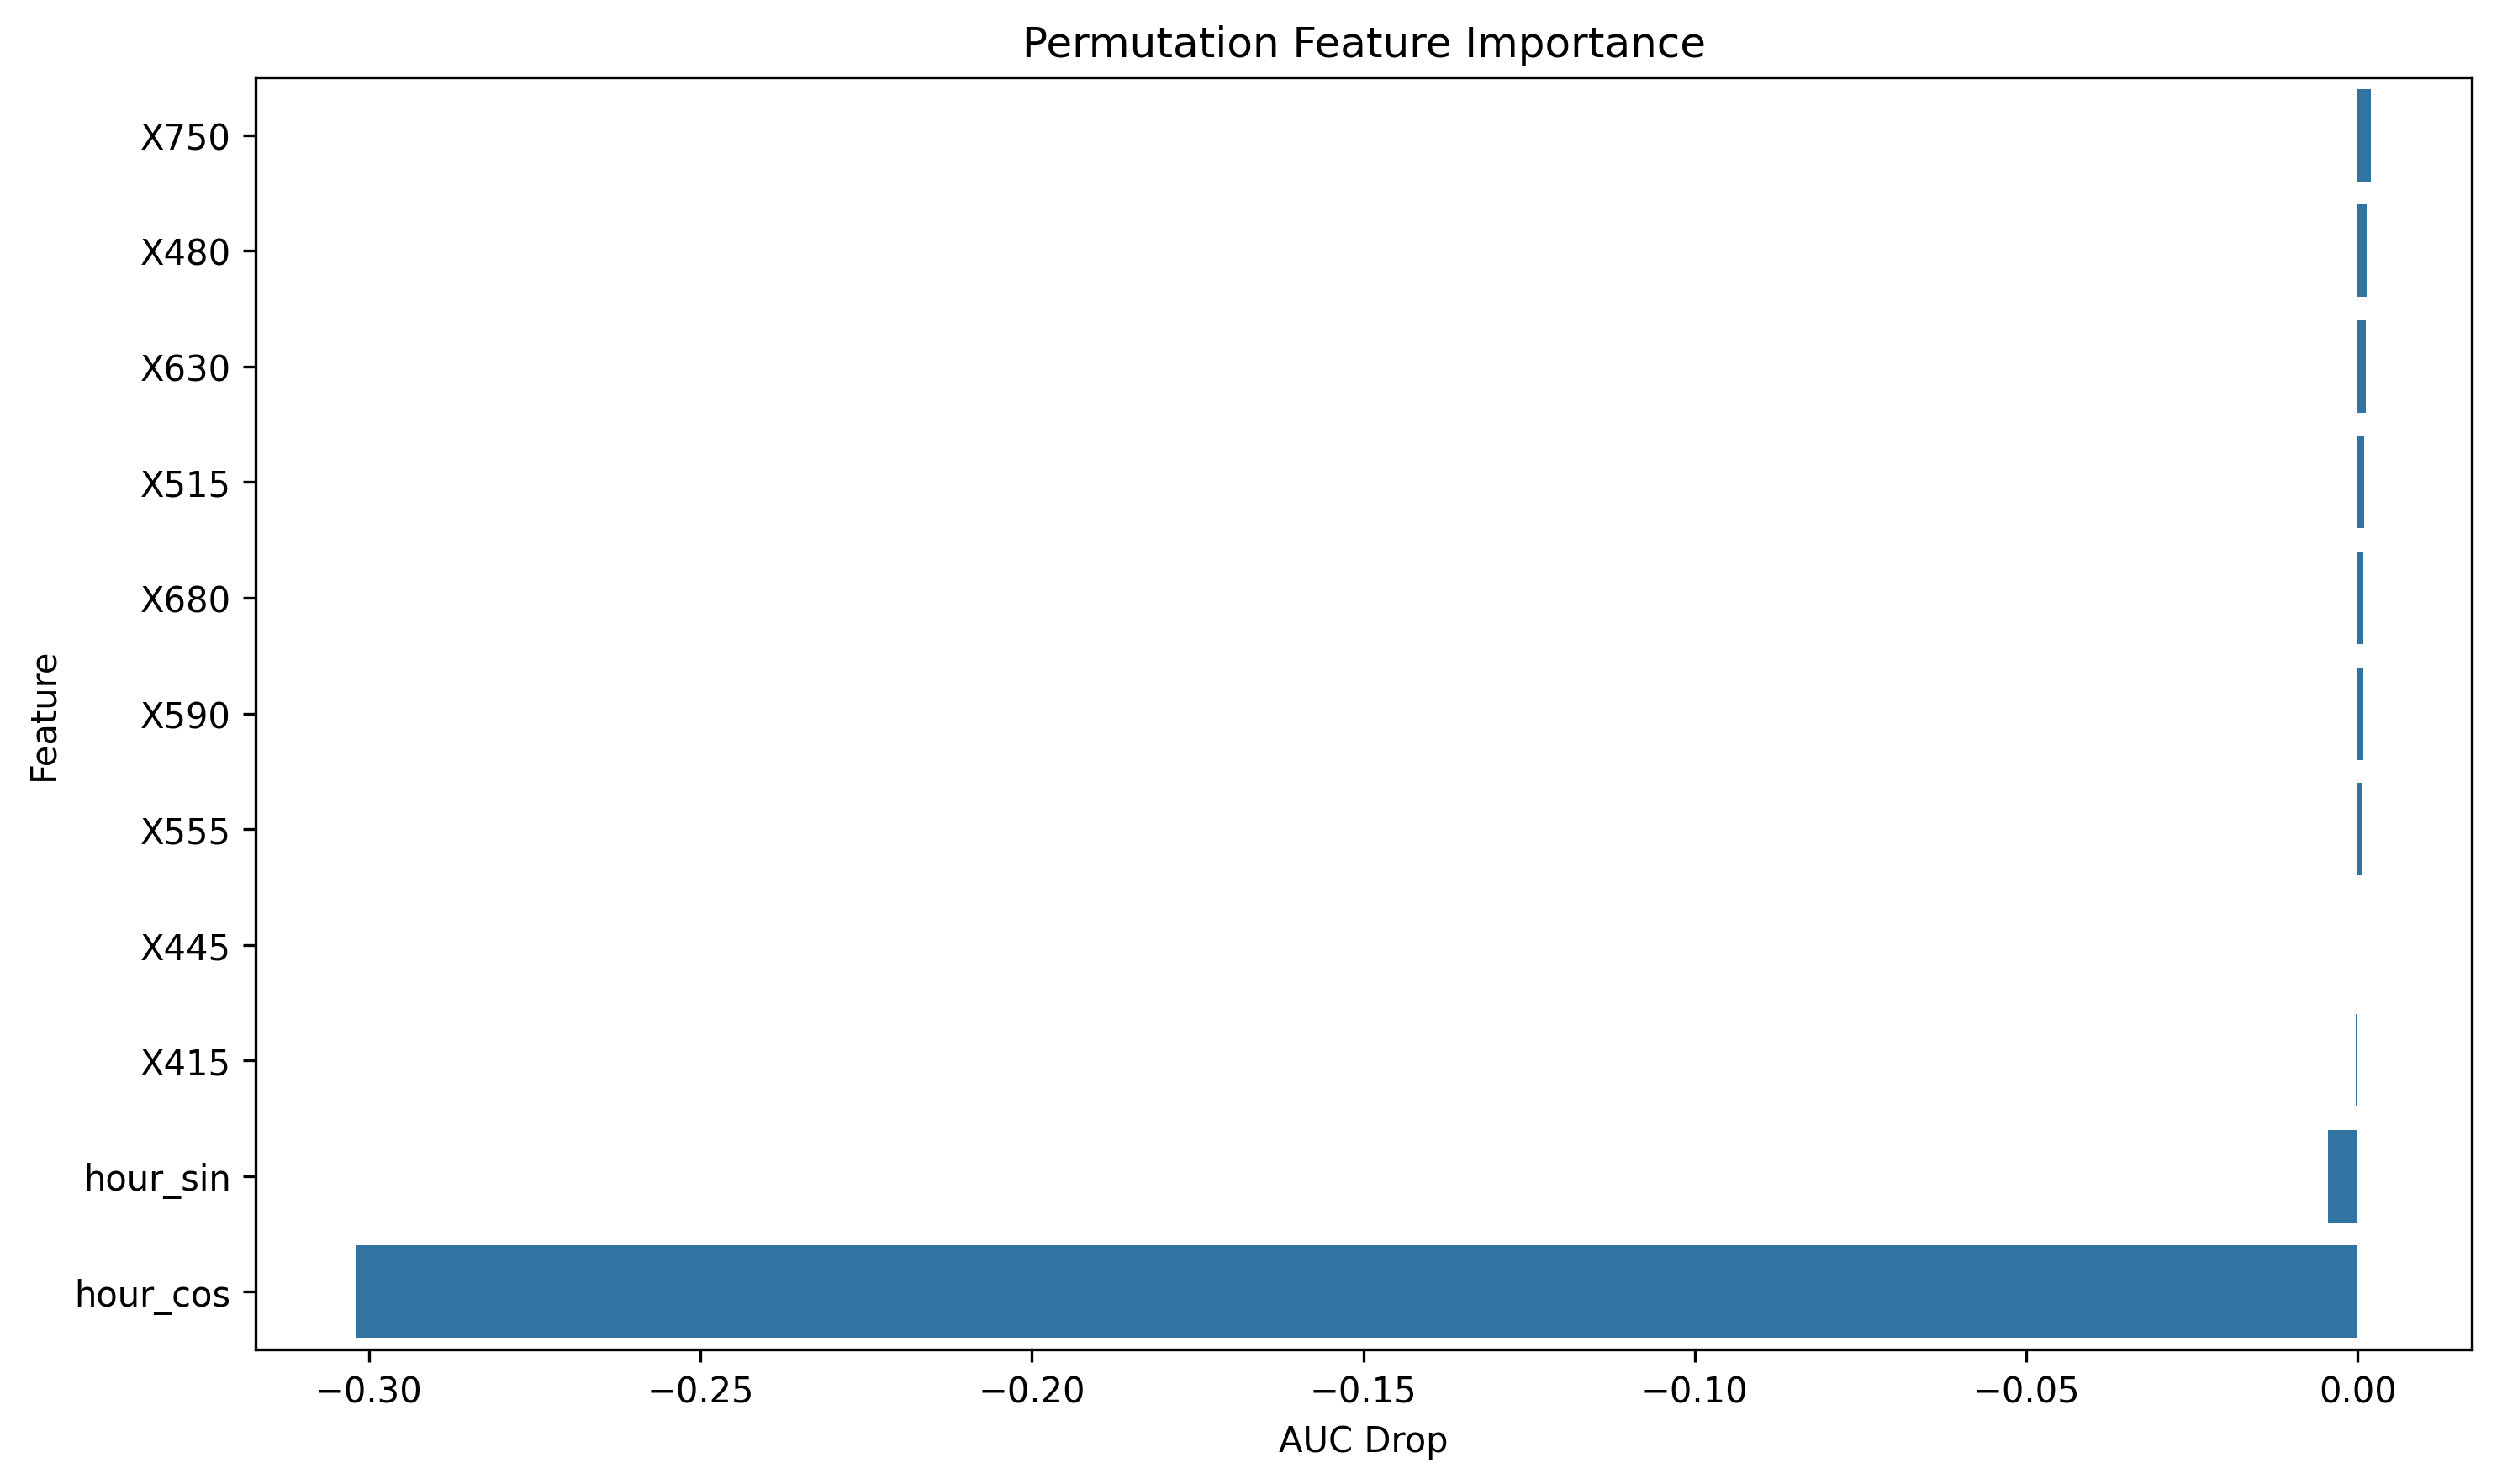 Permutation Feature Importance
X750
X480
X630
X515
X680
X590
X555
X445
X415
hour_sin
hour_cos
Feature
−0.30
−0.25
−0.20
−0.15
−0.10
−0.05
0.00
AUC Drop